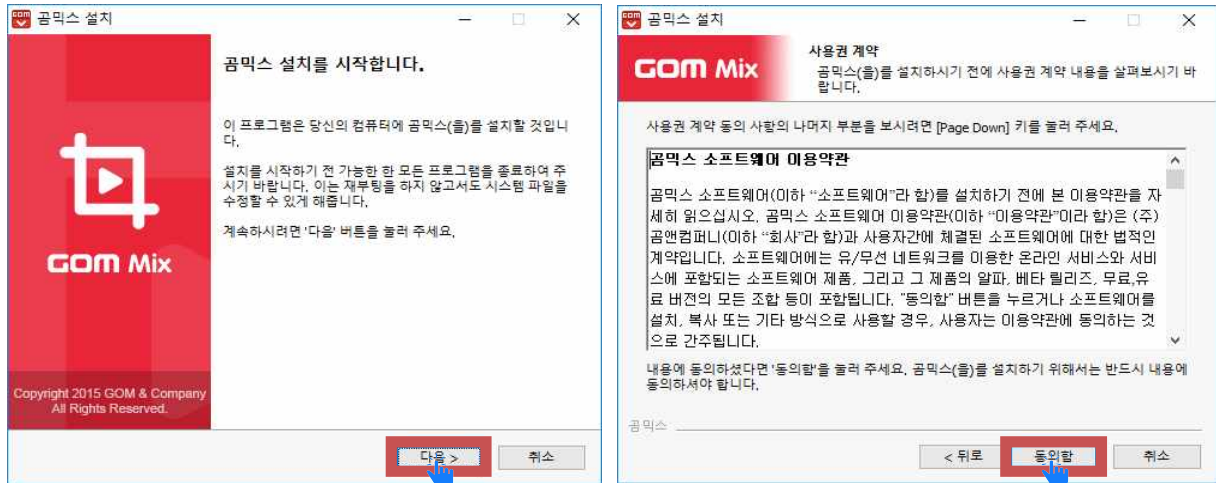 곰믹스 설치
곰믹스 설치를 시작합니다.
이 프로그램은 당신의 컴퓨터에 곰믹스(을)를 설치할 것입니
다.
설치를 시작하기 전 가능한 한 모든 프로그램을 종료하여 주
시기 바랍니다. 이는 재부팅을 하지 않고서도 시스템 파일을
수정할 수 있게 해줍니다.
계속하시려면 '다음' 버튼을 눌러 주세요.
GOM Mix
Copyright 2015 GOM & Company
All Rights Reserved.
다음 >
취소
곰믹스 설치
GOM Mix
사용권 계약
곰믹스(을)를 설치하시기 전에 사용권 계약 내용을 살펴보시기 바
랍니다.
사용권 계약 동의 사항의 나머지 부분을 보시려면 [Page Down] 키를 눌러 주세요.
곰믹스 소프트웨어 이용약관
곰믹스 소프트웨어(이하 “소프트웨어”라 함)를 설치하기 전에 본 이용약관을 자
세히 읽으십시오. 곰믹스 소프트웨어 이용약관(이하 “이용약관”이라 함)은 (주)
곰앤컴퍼니(이하 “회사”라 함)과 사용자간에 체결된 소프트웨어에 대한 법적인
계약입니다. 소프트웨어에는 유/무선 네트워크를 이용한 온라인 서비스와 서비
스에 포함되는 소프트웨어 제품, 그리고 그 제품의 알파, 베타 릴리즈, 무료,유
료 버전의 모든 조합 등이 포함됩니다. "동의함" 버튼을 누르거나 소프트웨어를
설치, 복사 또는 기타 방식으로 사용할 경우, 사용자는 이용약관에 동의하는 것
으로 간주됩니다.
내용에 동의하셨다면 '동의함'을 눌러 주세요. 곰믹스(을)를 설치하기 위해서는 반드시 내용에
동의하셔야 합니다.
곰믹스
< 뒤로
동의함
취소